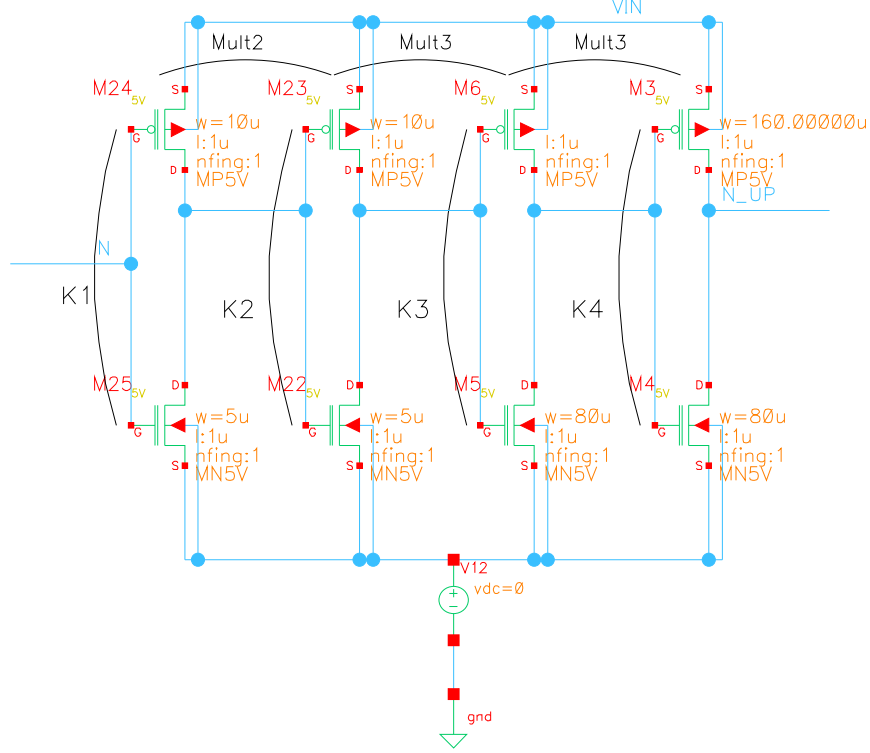 VIN
Mult2
Mult3
Mult3
M24
5V
S
G
D
w=10u
l:1u
nfing:1
MP5V
M23
5V
S
G
D
w=10u
l:1u
nfing:1
MP5V
M6
5V
S
G
D
l:1u
nfing:1
MP5V
M3
5V
S
G
D
w=160.00000u
l:1u
nfing:1
MP5V
N_UP
N
K1
K2
K3
K4
M25
5V
D
G
S
w=5u
l:1u
nfing:1
MN5V
M22
5V
D
G
S
w=5u
l:1u
nfing:1
MN5V
M5
5V
D
G
S
w=80u
l:1u
nfing:1
MN5V
M4
5V
D
G
S
w=80u
l:1u
nfing:1
MN5V
V12
vdc=0
gnd